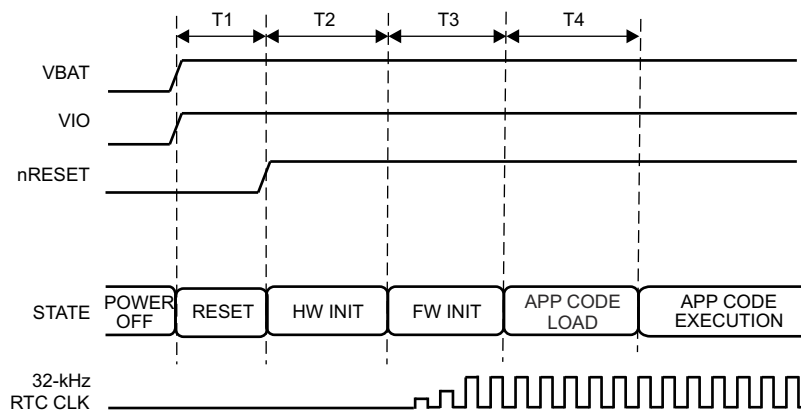 T1 T2 T3 T4
VBAT
VIO
nRESET
STATE
POWER
OFF
RESET
HW INIT
FW INIT
APP CODE
LOAD
APP CODE
EXECUTION
32-kHz
RTC CLK